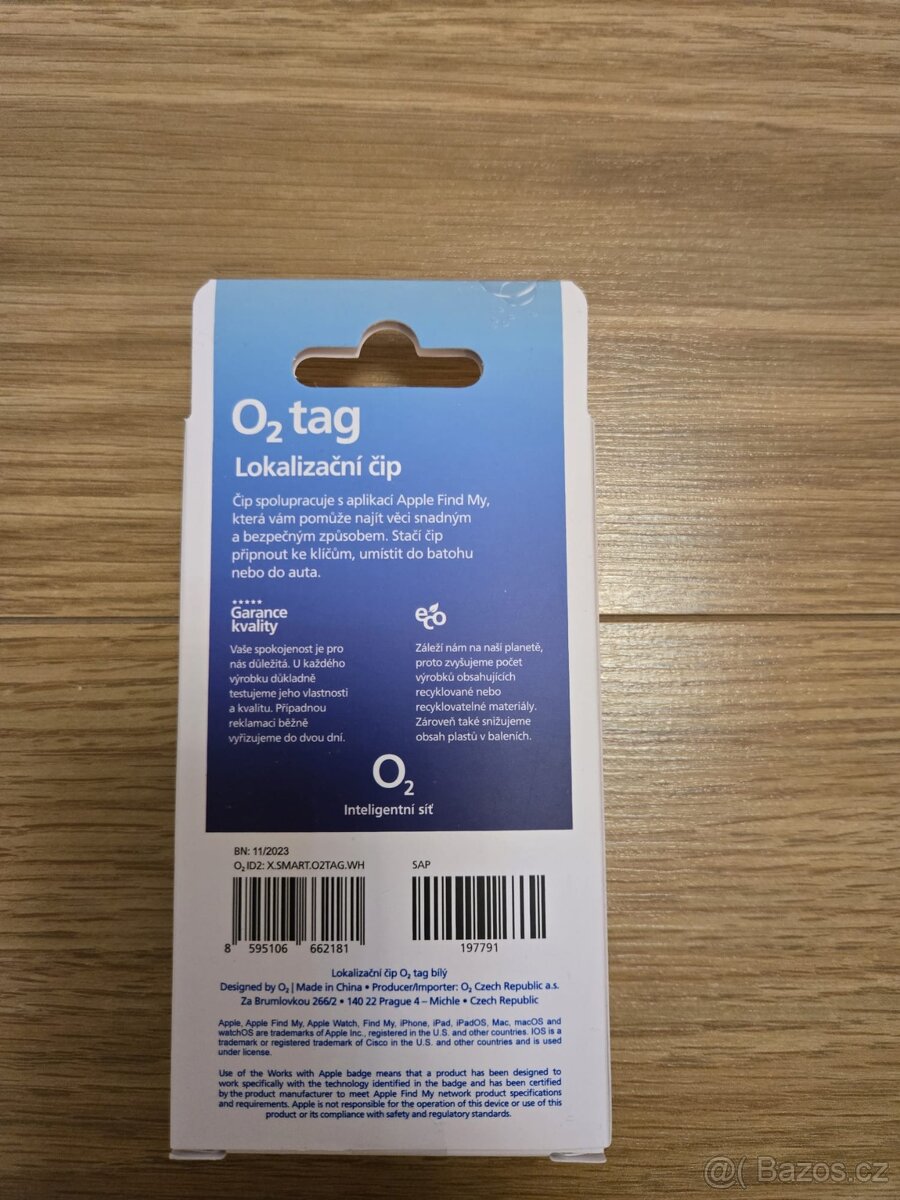 O2 tag
Lokalizační čip
Čip spolupracuje s aplikací Apple Find My,
která vám pomůže najít věci snadným
a bezpečným způsobem. Stačí čip
připnout ke klíčům, umístit do batohu
nebo do auta.
Garance
kvality
Vaše spokojenost je pro
nás důležitá. U každého
výrobku důkladně
testujeme jeho vlastnosti
a kvalitu. Případnou
reklamaci běžně
vyřizujeme do dvou dní.
eco
Záleží nám na naší planetě,
proto zvyšujeme počet
výrobků obsahujících
recyklované nebo
recyklovatelné materiály.
Zároveň také snižujeme
obsah plastů v baleních.
O2
Inteligentní síť
BN: 11/2023
O2 ID2: X.SMART.O2TAG.WH
8 595106 662181
SAP
197791
Lokalizační čip O2 tag bílý
Designed by O2 | Made in China • Producer/Importer: O2 Czech Republic a.s.
Za Brumlovkou 266/2 • 140 22 Prague 4 – Michle • Czech Republic
Apple, Apple Find My, Apple Watch, Find My, iPhone, iPad, iPadOS, Mac, macOS and
watchOS are trademarks of Apple Inc., registered in the U.S. and other countries. IOS is a
trademark or registered trademark of Cisco in the U.S. and other countries and is used
under license.
Use of the Works with Apple badge means that a product has been designed to
work specifically with the technology identified in the badge and has been certified
by the product manufacturer to meet Apple Find My network product specifications
and requirements. Apple is not responsible for the operation of this device or use of this
product or its compliance with safety and regulatory standards.
@( Bazos.cz